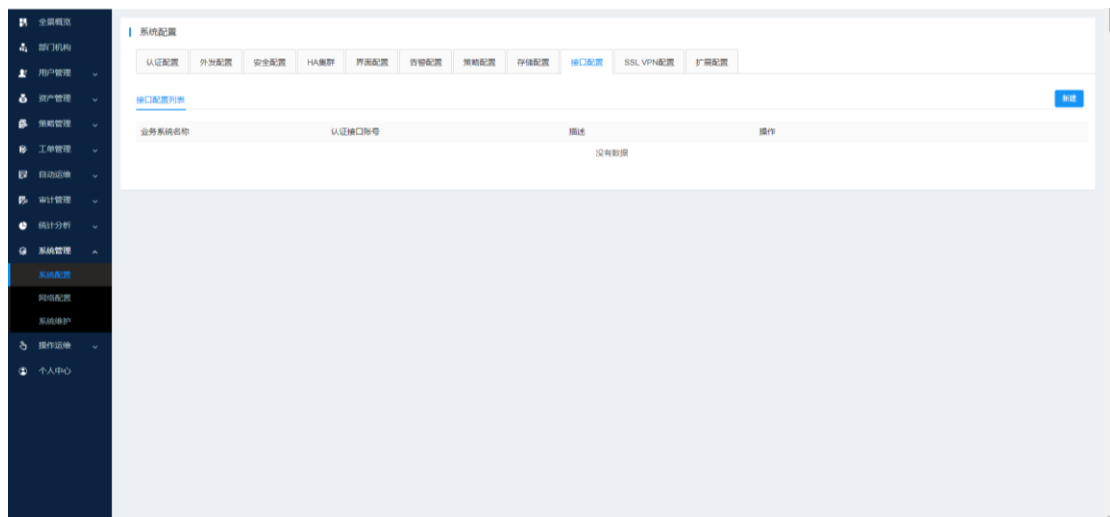 全景概览
部门机构
用户管理
资产管理
策略管理
工单管理
自动运维
审计管理
统计分析
系统管理
系统配置
网络配置
系统维护
操作运维
个人中心
系统配置
认证配置 外发配置 安全配置 HA集群 界面配置 告警配置 策略配置 存储配置 接口配置 SSL VPN配置 扩展配置
接口配置列表 新建
业务系统名称 认证接口账号 描述 操作
没有数据